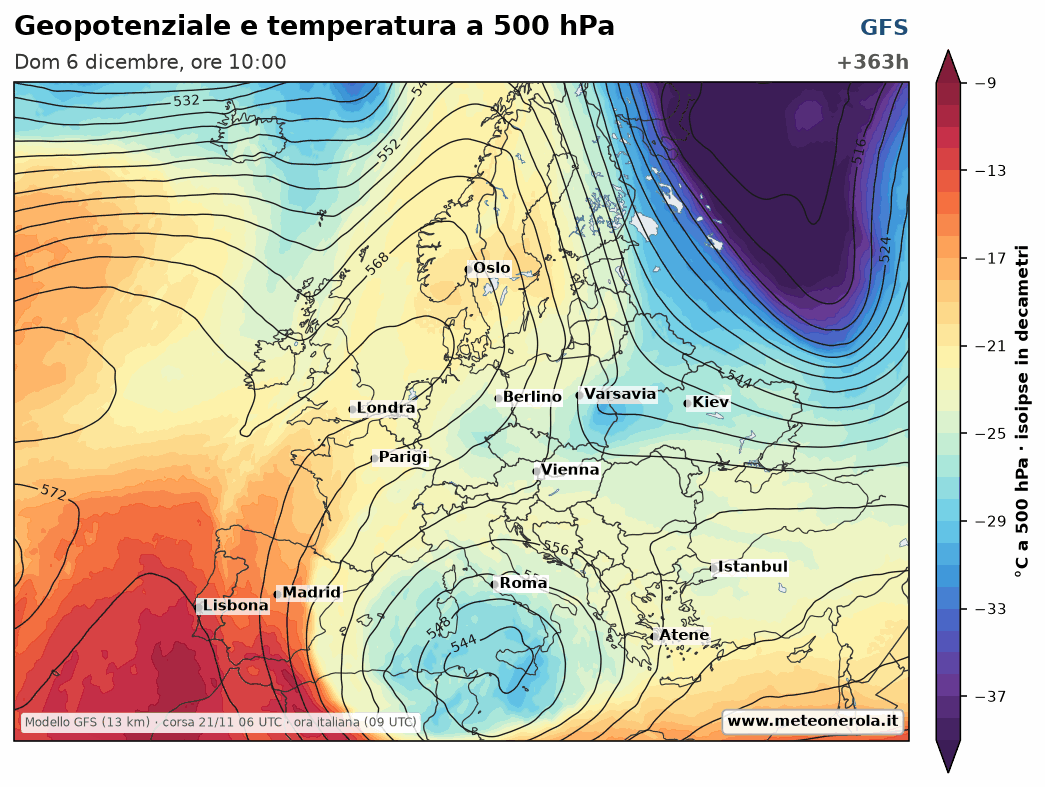 Geopotenziale e temperatura a 500 hPa
GFS
Dom 6 dicembre, ore 10:00
+363h
532
552
516
524
568
Oslo
544
Londra
Berlino
Varsavia
Kiev
Parigi
Vienna
572
556
Istanbul
Roma
Madrid
Lisbona
548
544
Atene
Modello GFS (13 km) · corsa 21/11 06 UTC · ora italiana (09 UTC)
www.meteonerola.it
−9
−13
−17
−21
−25
−29
−33
−37
°C a 500 hPa · isoipse in decametri